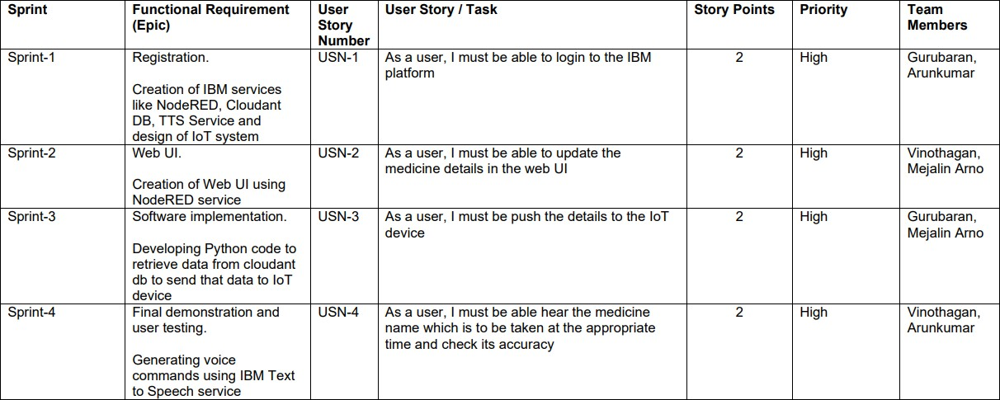 Sprint
Functional Requirement
(Epic)
User
Story
Number
User Story / Task
Story Points
Priority
Team
Members
Sprint-1
Registration.
Creation of IBM services
like NodeRED, Cloudant
DB, TTS Service and
design of IoT system
USN-1
As a user, I must be able to login to the IBM
platform
2
High
Gurubaran,
Arunkumar
Sprint-2
Web UI.
Creation of Web UI using
NodeRED service
USN-2
As a user, I must be able to update the
medicine details in the web UI
2
High
Vinothagan,
Mejalin Arno
Sprint-3
Software implementation.
Developing Python code to
retrieve data from cloudant
db to send that data to IoT
device
USN-3
As a user, I must be push the details to the IoT
device
2
High
Gurubaran,
Mejalin Arno
Sprint-4
Final demonstration and
user testing.
Generating voice
commands using IBM Text
to Speech service
USN-4
As a user, I must be able hear the medicine
name which is to be taken at the appropriate
time and check its accuracy
2
High
Vinothagan,
Arunkumar